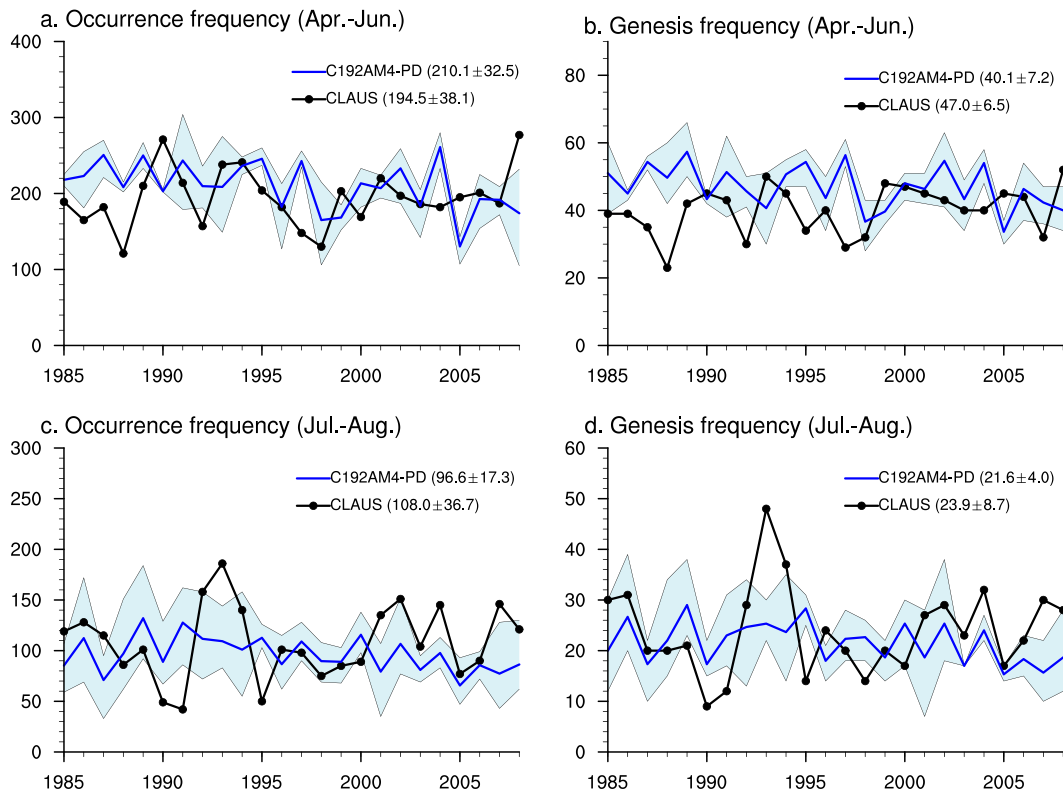 a. Occurrence frequency (Apr.-Jun.)
400
300
200
100
0
C192AM4-PD (210.1±32.5)
CLAUS (194.5±38.1)
1985 1990 1995 2000 2005
b. Genesis frequency (Apr.-Jun.)
80
60
40
20
0
C192AM4-PD (40.1±7.2)
CLAUS (47.0±6.5)
1985 1990 1995 2000 2005
c. Occurrence frequency (Jul.-Aug.)
300
250
200
150
100
50
0
C192AM4-PD (96.6±17.3)
CLAUS (108.0±36.7)
1985 1990 1995 2000 2005
d. Genesis frequency (Jul.-Aug.)
60
50
40
30
20
10
0
C192AM4-PD (21.6±4.0)
CLAUS (23.9±8.7)
1985 1990 1995 2000 2005